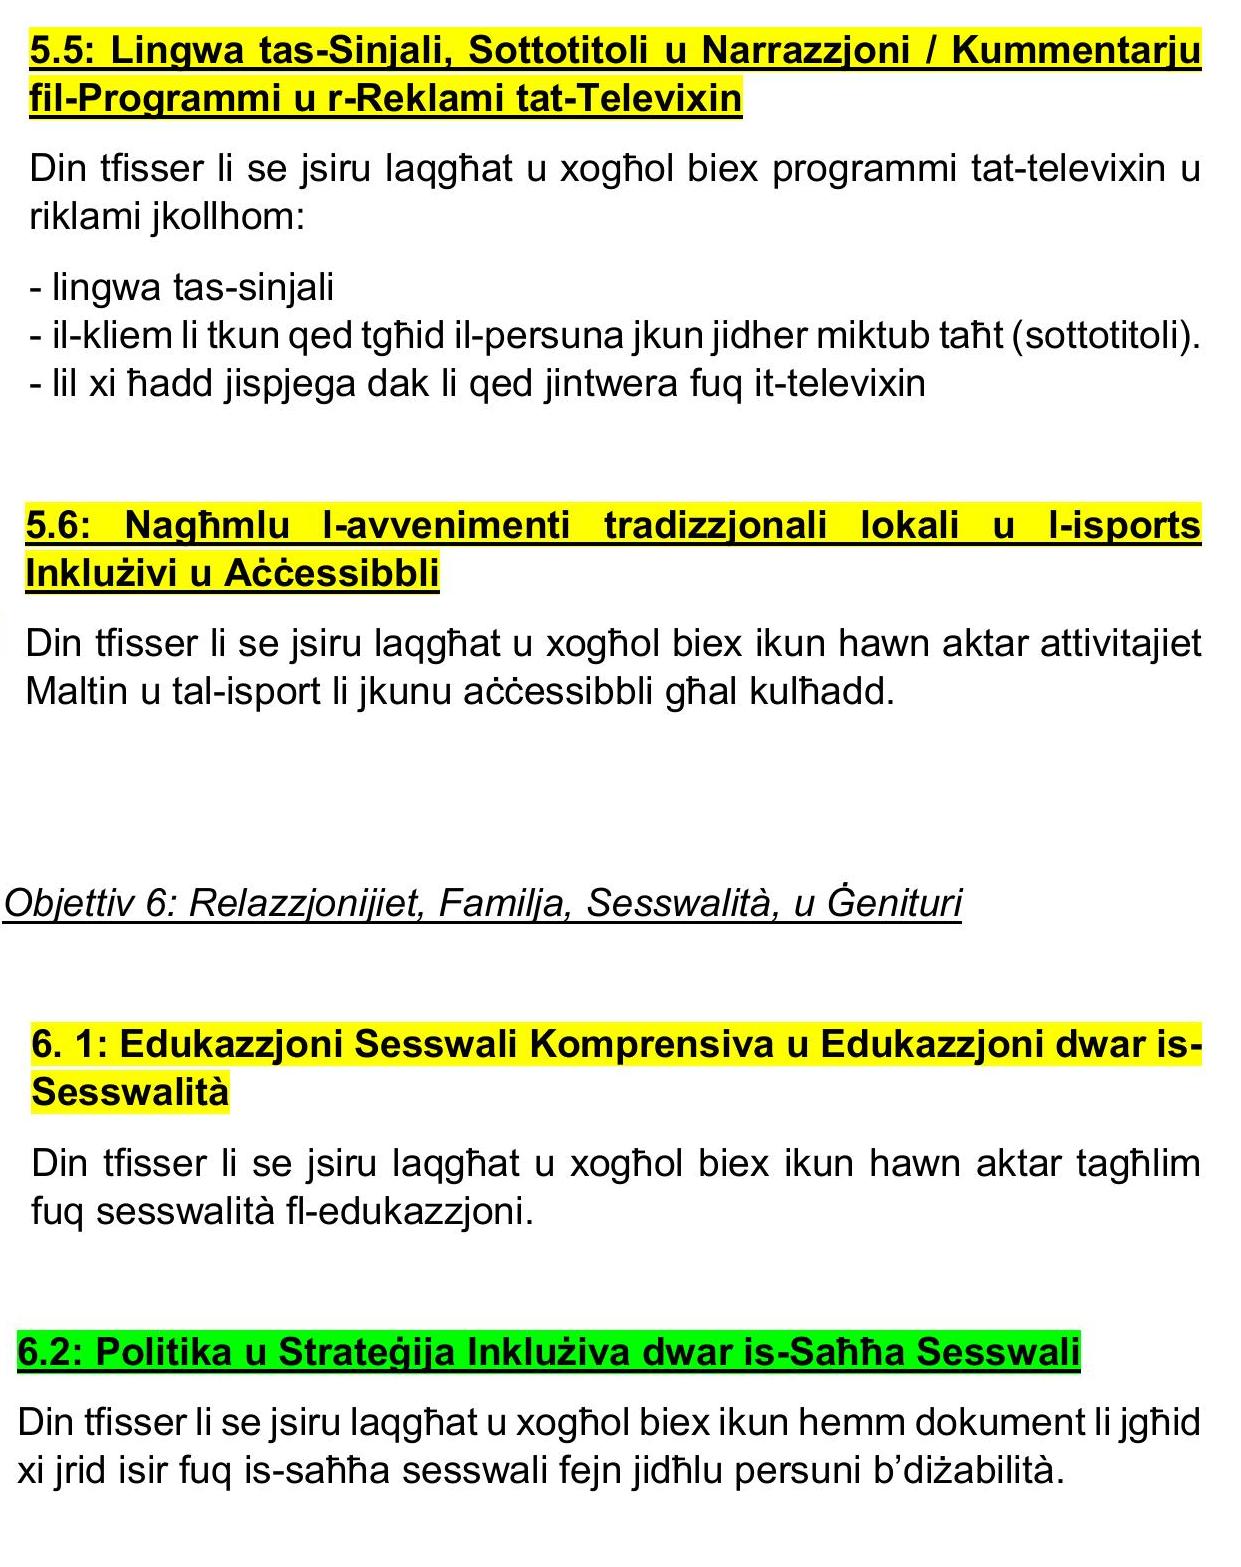 5.5: Lingwa tas-Sinjali, Sottotitoli u Narrazzjoni / Kummentarju
fil-Programmi u r-Reklami tat-Televixin
Din tfisser li se jsiru laqgħat u xogħol biex programmi tat-televixin u
riklami jkollhom:
- lingwa tas-sinjali
- il-kliem li tkun qed tgħid il-persuna jkun jidher miktub taħt (sottotitoli).
- lil xi ħadd jispjega dak li qed jintwera fuq it-televixin
5.6: Nagħmlu l-avvenimenti tradizzjonali lokali u l-isports
Inklużivi u Aċċessibbli
Din tfisser li se jsiru laqgħat u xogħol biex ikun hawn aktar attivitajiet
Maltin u tal-isport li jkunu aċċessibbli għal kulħadd.
Objettiv 6: Relazzjonijiet, Familja, Sesswalità, u Ġenituri
6. 1: Edukazzjoni Sesswali Komprensiva u Edukazzjoni dwar is-
Sesswalità
Din tfisser li se jsiru laqgħat u xogħol biex ikun hawn aktar tagħlim
fuq sesswalità fl-edukazzjoni.
6.2: Politika u Strateġija Inklużiva dwar is-Saħħa Sesswali
Din tfisser li se jsiru laqgħat u xogħol biex ikun hemm dokument li jgħid
xi jrid isir fuq is-saħħa sesswali fejn jidħlu persuni b’diżabilità.